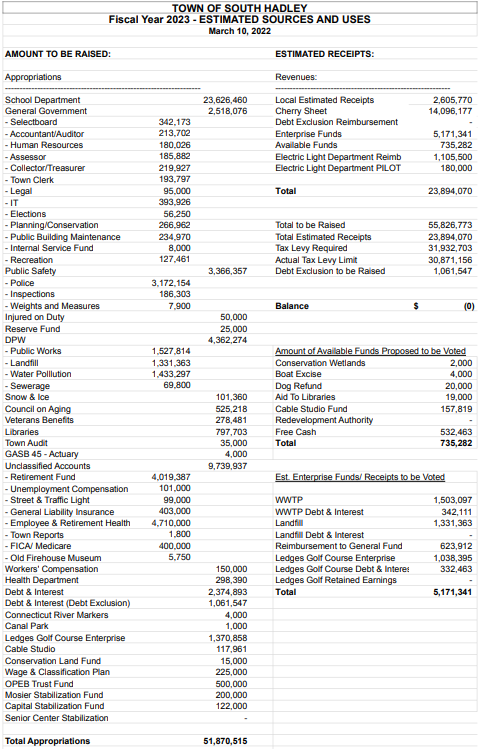 TOWN OF SOUTH HADLEY
Fiscal Year 2023 - ESTIMATED SOURCES AND USES
March 10, 2022
AMOUNT TO BE RAISED:
Appropriations
School Department 23,626,460
General Government 2,518,076
- Selectboard 342,173
- Accountant/Auditor 213,702
- Human Resources 180,026
- Assessor 185,882
- Collector/Treasurer 219,927
- Town Clerk 193,797
- Legal 95,000
- IT 393,926
- Elections 56,250
- Planning/Conservation 266,962
- Public Building Maintenance 234,970
- Internal Service Fund 8,000
- Recreation 127,461
Public Safety 3,366,357
- Police 3,172,154
- Inspections 186,303
- Weights and Measures 7,900
Injured on Duty 50,000
Reserve Fund 25,000
DPW 4,362,274
- Public Works 1,527,814
- Landfill 1,331,363
- Water Polllution 1,433,297
- Sewerage 69,800
Snow & Ice 101,360
Council on Aging 525,218
Veterans Benefits 278,481
Libraries 797,703
Town Audit 35,000
GASB 45 - Actuary 4,000
Unclassified Accounts 9,739,937
- Retirement Fund 4,019,387
- Unemployment Compensation 101,000
- Street & Traffic Light 99,000
- General Liability Insurance 403,000
- Employee & Retirement Health 4,710,000
- Town Reports 1,800
- FICA/ Medicare 400,000
- Old Firehouse Museum 5,750
Workers' Compensation 150,000
Health Department 298,390
Debt & Interest 2,374,893
Debt & Interest (Debt Exclusion) 1,061,547
Connecticut River Markers 4,000
Canal Park 1,000
Ledges Golf Course Enterprise 1,370,858
Cable Studio 117,961
Conservation Land Fund 15,000
Wage & Classification Plan 225,000
OPEB Trust Fund 500,000
Mosier Stabilization Fund 200,000
Capital Stabilization Fund 122,000
Senior Center Stabilization -
Total Appropriations 51,870,515
ESTIMATED RECEIPTS:
Revenues:
Local Estimated Receipts 2,605,770
Cherry Sheet 14,096,177
Debt Exclusion Reimbursement -
Enterprise Funds 5,171,341
Available Funds 735,282
Electric Light Department Reimb 1,105,500
Electric Light Department PILOT 180,000
Total 23,894,070
Total to be Raised 55,826,773
Total Estimated Receipts 23,894,070
Tax Levy Required 31,932,703
Actual Tax Levy Limit 30,871,156
Debt Exclusion to be Raised 1,061,547
Balance $ (0)
Amount of Available Funds Proposed to be Voted
Conservation Wetlands 2,000
Boat Excise 4,000
Dog Refund 20,000
Aid To Libraries 19,000
Cable Studio Fund 157,819
Redevelopment Authority -
Free Cash 532,463
Total 735,282
Est. Enterprise Funds/ Receipts to be Voted
WWTP 1,503,097
WWTP Debt & Interest 342,111
Landfill 1,331,363
Landfill Debt & Interest -
Reimbursement to General Fund 623,912
Ledges Golf Course Enterprise 1,038,395
Ledges Golf Course Debt & Interes 332,463
Ledges Golf Retained Earnings -
Total 5,171,341